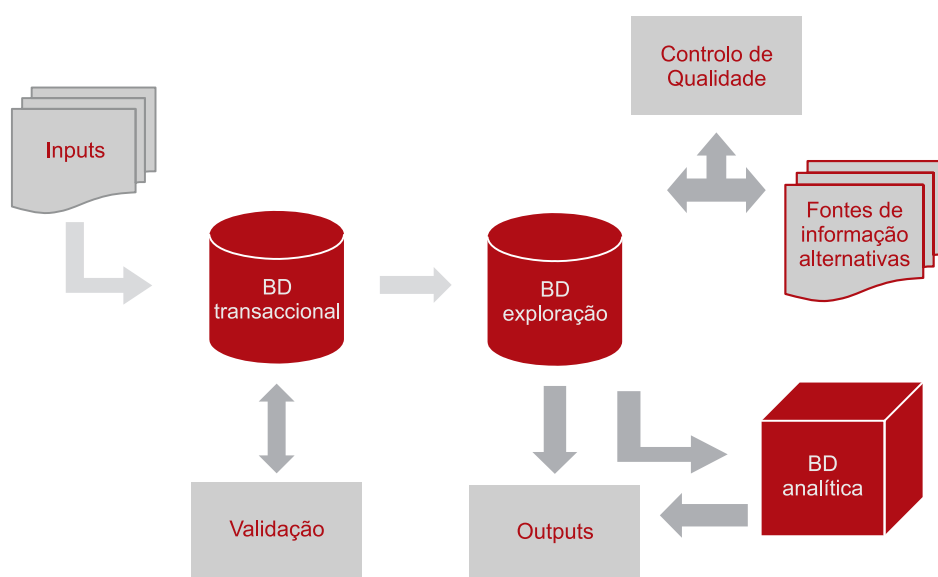 Controlo de
Qualidade
Inputs
Fontes de
informação
alternativas
BD
transaccional
BD
exploração
BD
analítica
Validação
Outputs